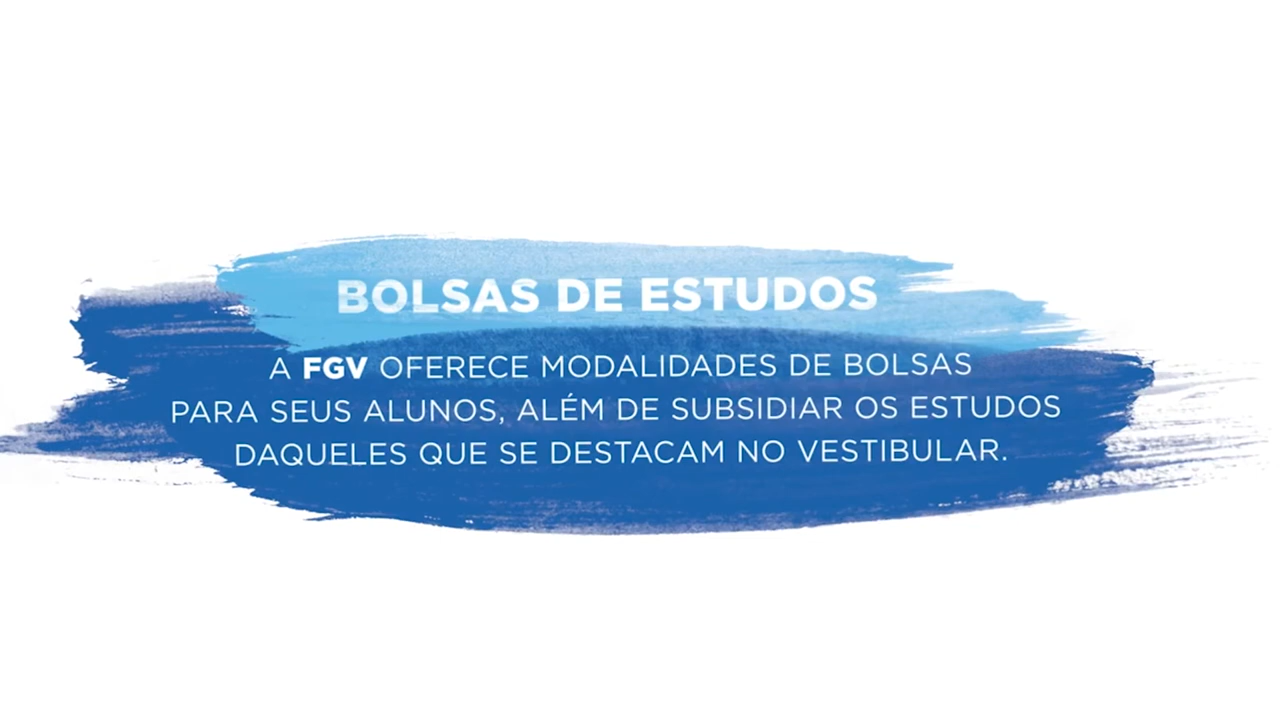 BOLSAS DE ESTUDOS
A FGV OFERECE MODALIDADES DE BOLSAS
PARA SEUS ALUNOS, ALÉM DE SUBSIDIAR OS ESTUDOS
DAQUELES QUE SE DESTACAM NO VESTIBULAR.